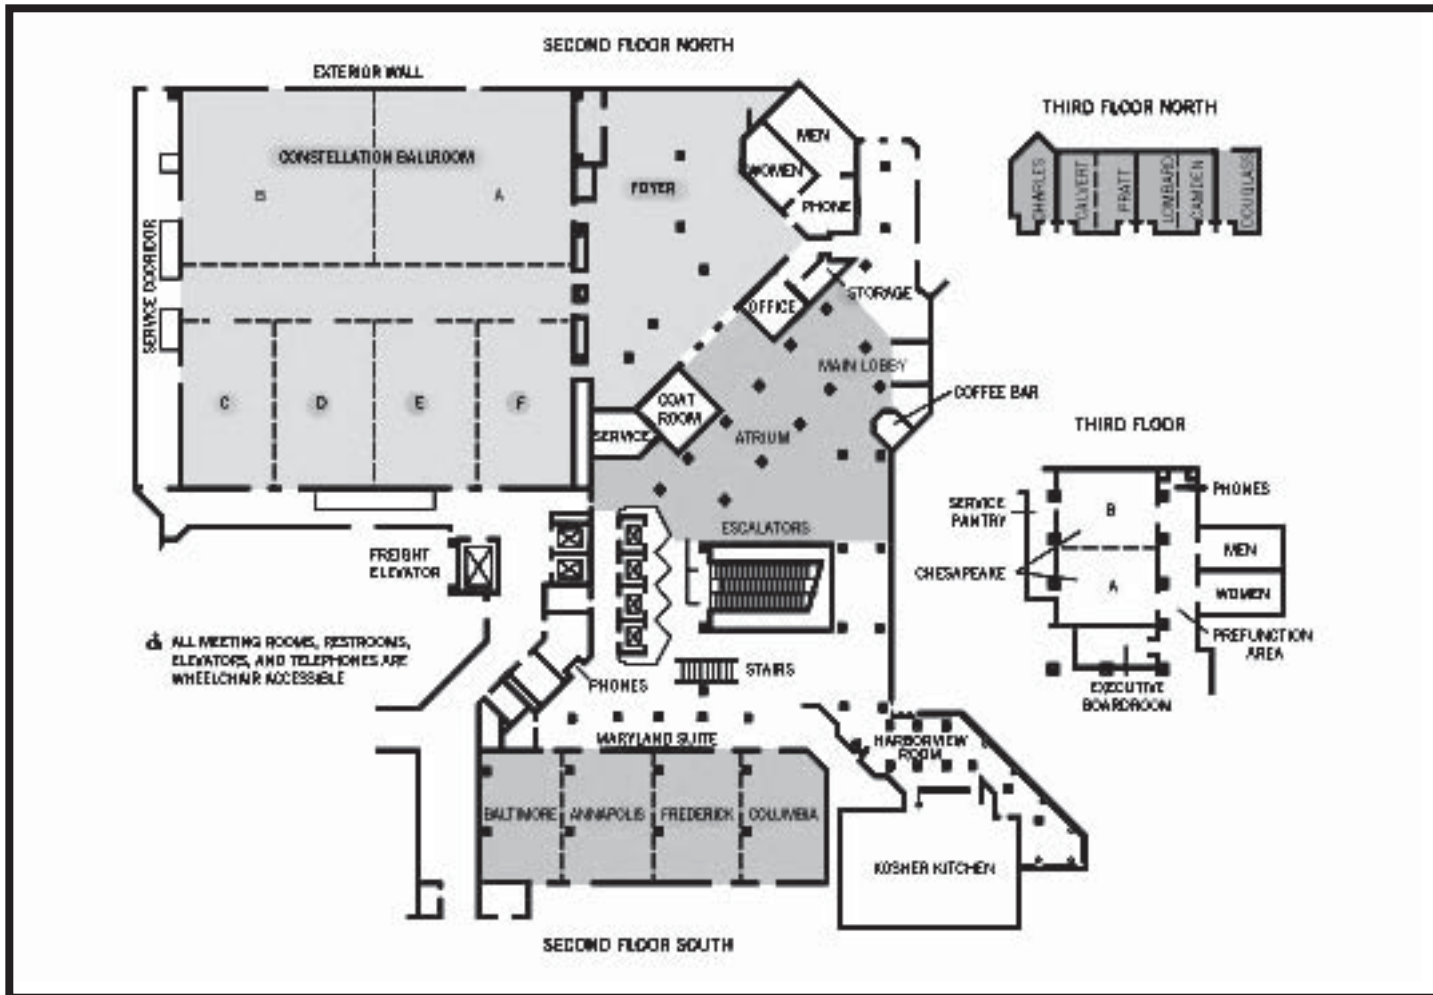 SECOND FLOOR NORTH
EXTERIOR WALL
THIRD FLOOR NORTH
MEN
CONSTELLATION BALLROOM
WOMEN
FOYER
B
A
PHONE
CHARLES
CALVERT
PRATT
LOMBARD
CAMDEN
DOUGLASS
SERVICE DOORIDOR
STORAGE
OFFICE
MAIN LOBBY
COFFEE BAR
C
D
E
F
COAT
ROOM
SERVICE
ATRIUM
THIRD FLOOR
PHONES
SERVICE
PANTRY
B
ESCALATORS
FREIGHT
ELEVATOR
MEN
CHESAPEAKE
A
WOMEN
ALL MEETING ROOMS, RESTROOMS,
ELEVATORS, AND TELEPHONES ARE
WHEELCHAIR ACCESSIBLE
PREFUNCTION
AREA
STAIRS
PHONES
EXECUTIVE
BOARDROOM
MARYLAND SUITE
HARBORVIEW
ROOM
BALTIMORE
ANNAPOLIS
FREDERICK
COLUMBIA
KOSHER KITCHEN
SECOND FLOOR SOUTH